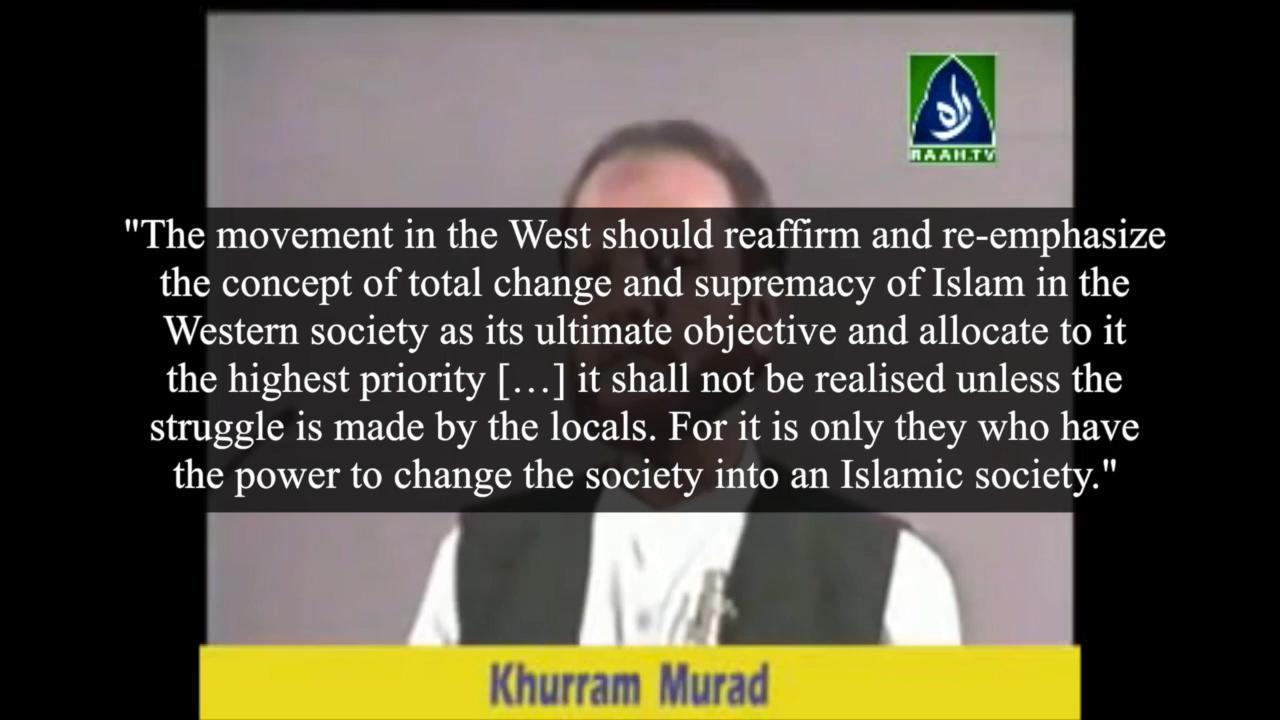 راہ
RAAH.TV
"The movement in the West should reaffirm and re-emphasize
the concept of total change and supremacy of Islam in the
Western society as its ultimate objective and allocate to it
the highest priority […] it shall not be realised unless the
struggle is made by the locals. For it is only they who have
the power to change the society into an Islamic society."
Khurram Murad